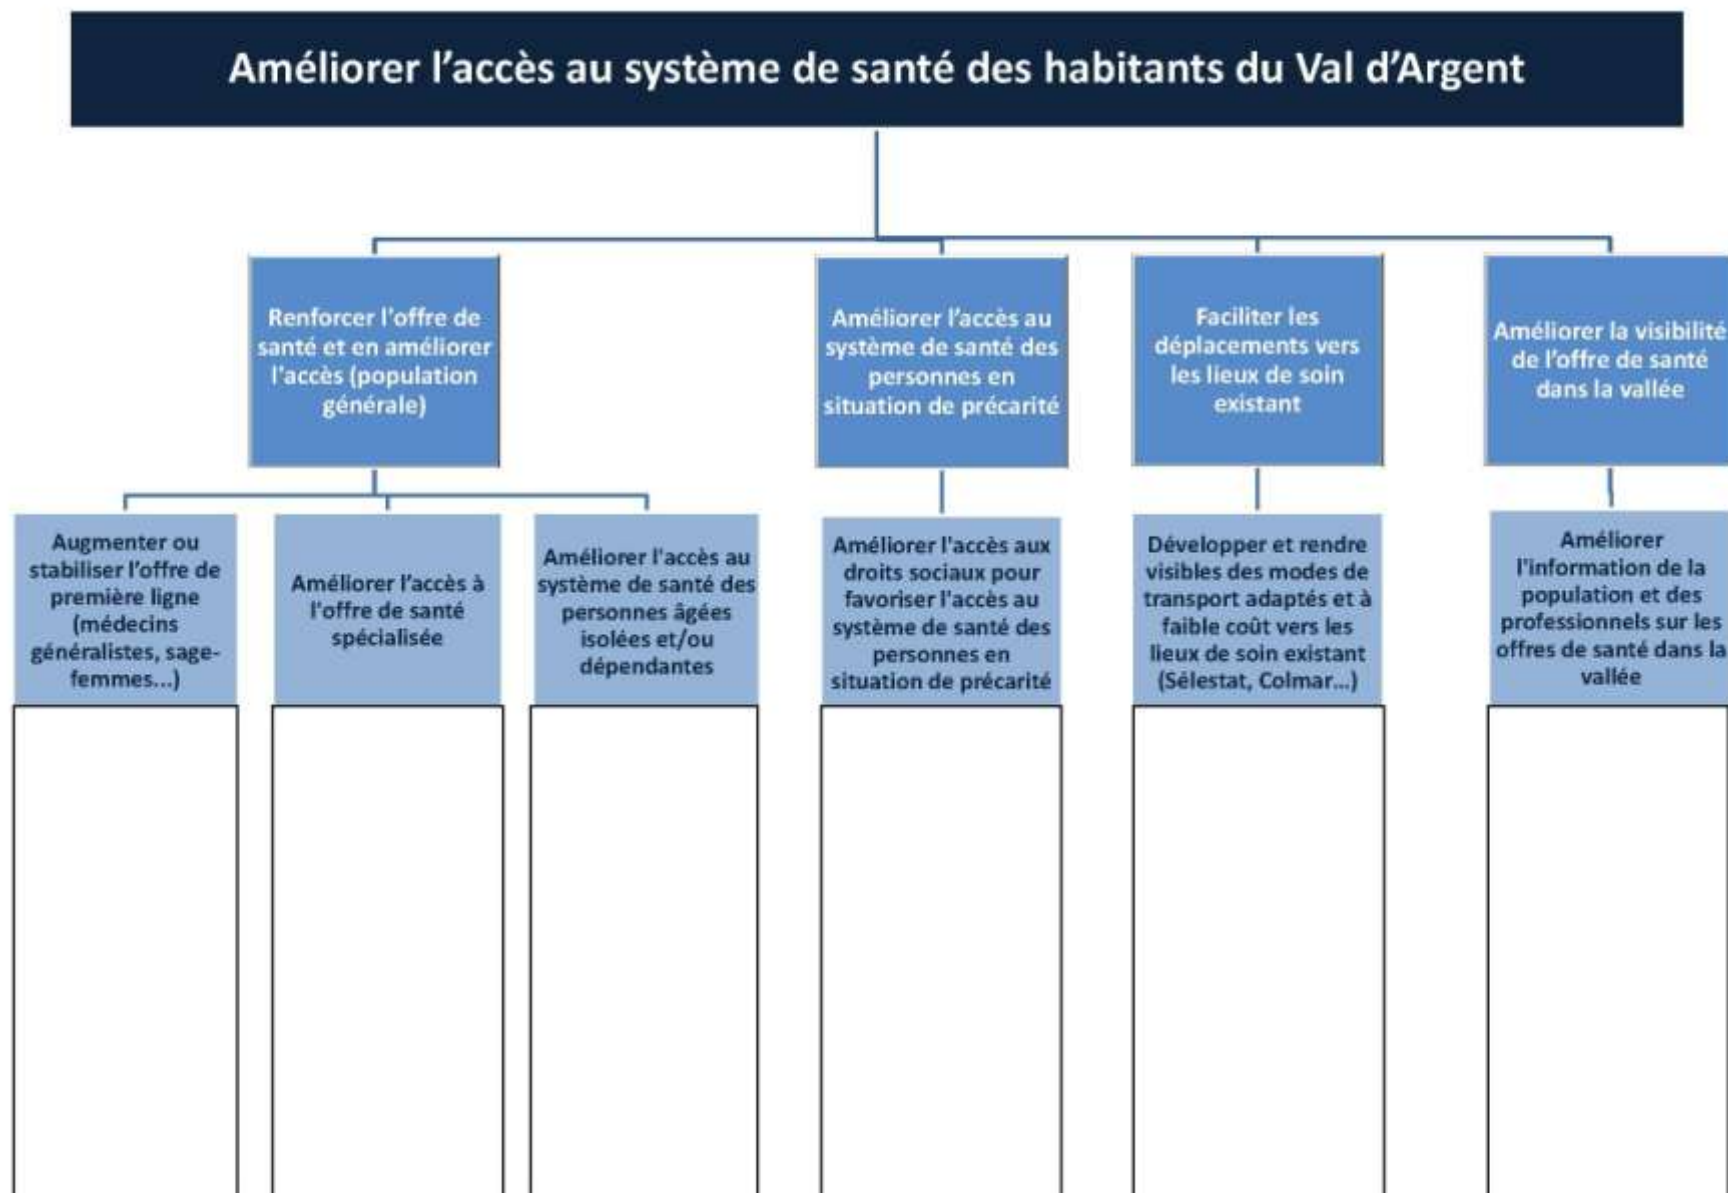 Améliorer l’accès au système de santé des habitants du Val d’Argent
Renforcer l'offre de
santé et en améliorer
l'accès (population
générale)
Améliorer l’accès au
système de santé des
personnes en
situation de précarité
Faciliter les
déplacements vers
les lieux de soin
existant
Améliorer la visibilité
de l’offre de santé
dans la vallée
Augmenter ou
stabiliser l’offre de
première ligne
(médecins
généralistes, sage-
femmes...)
Améliorer l’accès à
l'offre de santé
spécialisée
Améliorer l'accès au
système de santé des
personnes âgées
isolées et/ou
dépendantes
Améliorer l'accès aux
droits sociaux pour
favoriser l'accès au
système de santé des
personnes en
situation de précarité
Développer et rendre
visibles des modes de
transport adaptés et à
faible coût vers les
lieux de soin existant
(Sélestat, Colmar…)
Améliorer
l'information de la
population et des
professionnels sur les
offres de santé dans la
vallée